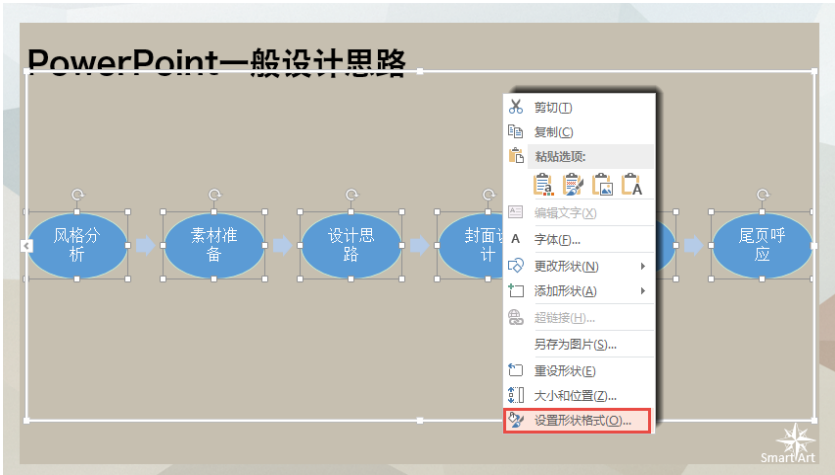 PowerPoint一般设计思路
剪切(T)
复制(C)
粘贴选项:
编辑文字(X)
字体(F)...
更改形状(N)
添加形状(A)
超链接(H)...
另存为图片(S)...
重设形状(E)
大小和位置(Z)...
设置形状格式(O)...
风格分
析
素材准
备
设计思
路
封面设
计
尾页呼
应
Smart Art